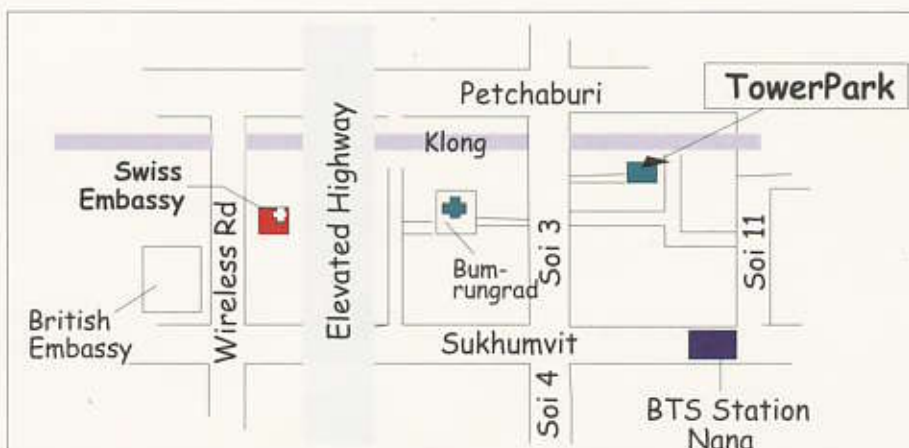 Petchaburi
TowerPark
Klong
Swiss
Embassy
Wireless Rd
Elevated Highway
Bum-
rungrad
Soi 3
Soi 11
British
Embassy
Sukhumvit
Soi 4
BTS Station
Nana